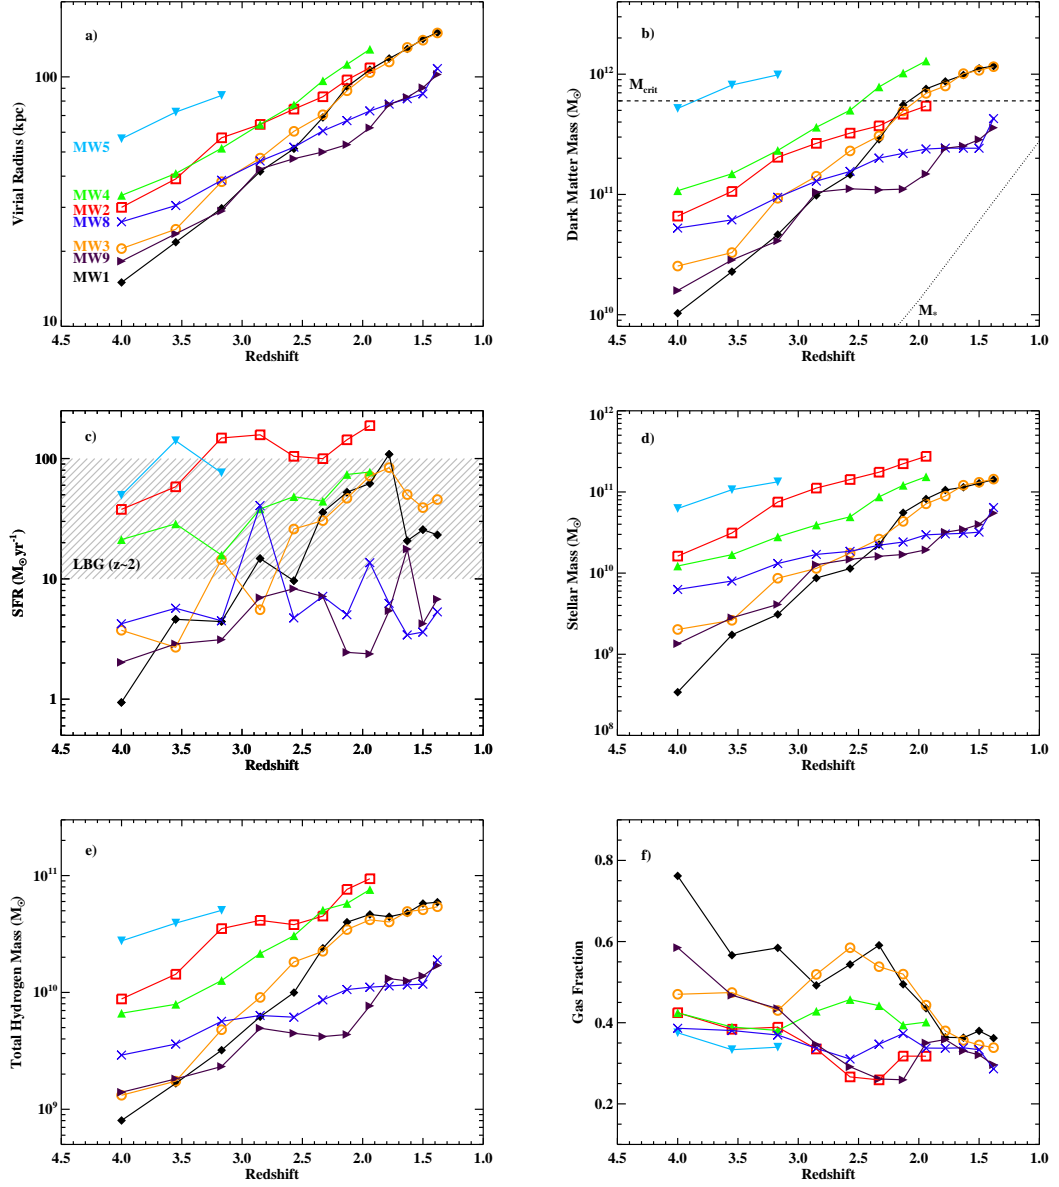 a)
100
10
Virial Radius (kpc)
MW5
MW4
MW2
MW8
MW3
MW9
MW1
4.5 4.0 3.5 3.0 2.5 2.0 1.5 1.0
Redshift
b)
10¹²
10¹¹
10¹⁰
Dark Matter Mass (M☉)
M_crit
M_*
4.5 4.0 3.5 3.0 2.5 2.0 1.5 1.0
Redshift
c)
100
10
1
SFR (M☉ yr⁻¹)
LBG (z~2)
4.5 4.0 3.5 3.0 2.5 2.0 1.5 1.0
Redshift
d)
10¹²
10¹¹
10¹⁰
10⁹
10⁸
Stellar Mass (M☉)
4.5 4.0 3.5 3.0 2.5 2.0 1.5 1.0
Redshift
e)
10¹¹
10¹⁰
10⁹
Total Hydrogen Mass (M☉)
4.5 4.0 3.5 3.0 2.5 2.0 1.5 1.0
Redshift
f)
0.8
0.6
0.4
0.2
Gas Fraction
4.5 4.0 3.5 3.0 2.5 2.0 1.5 1.0
Redshift